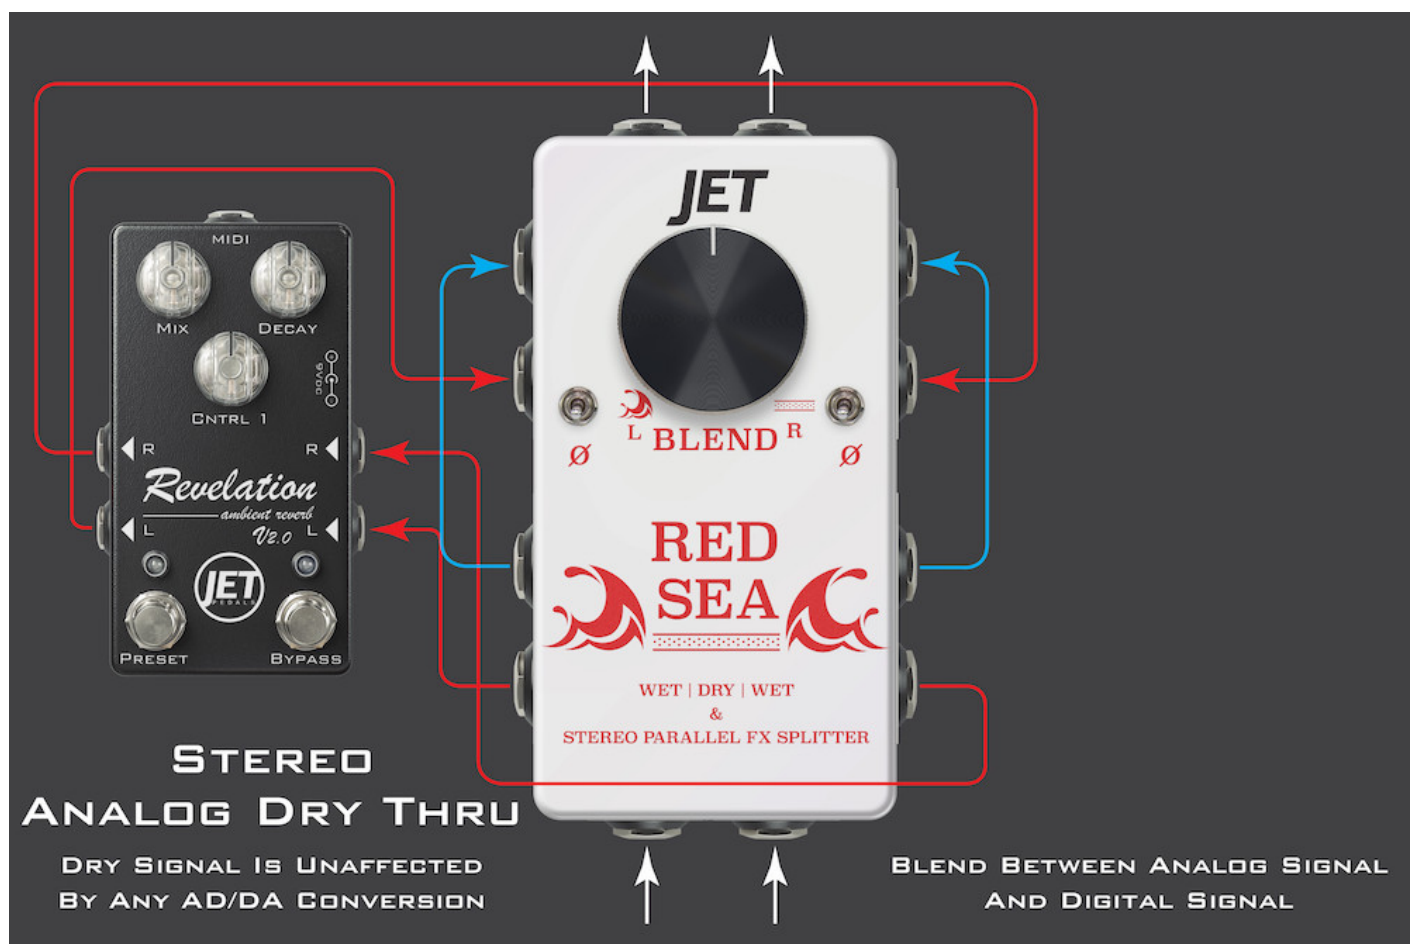 JET
MIDI
Mix
Decay
9VDC
Cntrl 1
L BLEND R
Ø
Ø
R
R
Revelation
ambient reverb
V2.0
L
L
JET
PEDALS
Preset
Bypass
RED
SEA
WET | DRY | WET
&
STEREO PARALLEL FX SPLITTER
Stereo
Analog Dry Thru
Dry Signal Is Unaffected
By Any AD/DA Conversion
Blend Between Analog Signal
And Digital Signal